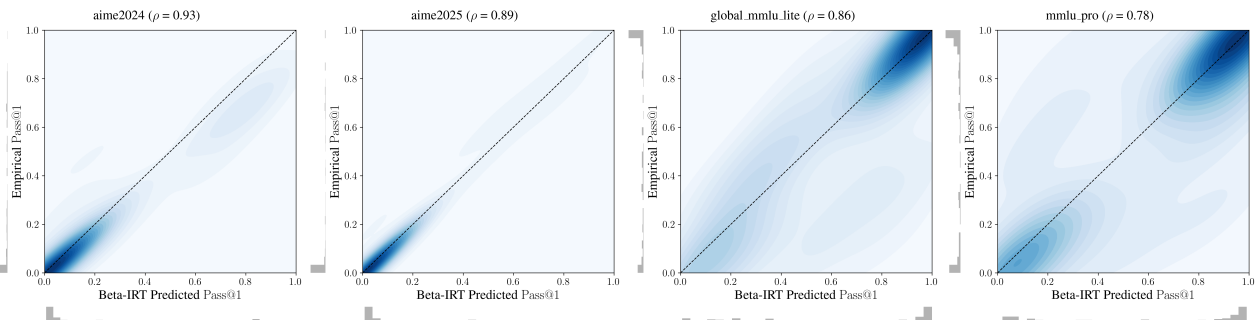 aime2024 (ρ = 0.93)
1.0
0.8
0.6
0.4
0.2
0.0
Empirical Pass@1
0.0 0.2 0.4 0.6 0.8 1.0
Beta-IRT Predicted Pass@1
aime2025 (ρ = 0.89)
1.0
0.8
0.6
0.4
0.2
0.0
Empirical Pass@1
0.0 0.2 0.4 0.6 0.8 1.0
Beta-IRT Predicted Pass@1
global_mmlu_lite (ρ = 0.86)
1.0
0.8
0.6
0.4
0.2
0.0
Empirical Pass@1
0.0 0.2 0.4 0.6 0.8 1.0
Beta-IRT Predicted Pass@1
mmlu_pro (ρ = 0.78)
1.0
0.8
0.6
0.4
0.2
0.0
Empirical Pass@1
0.0 0.2 0.4 0.6 0.8 1.0
Beta-IRT Predicted Pass@1